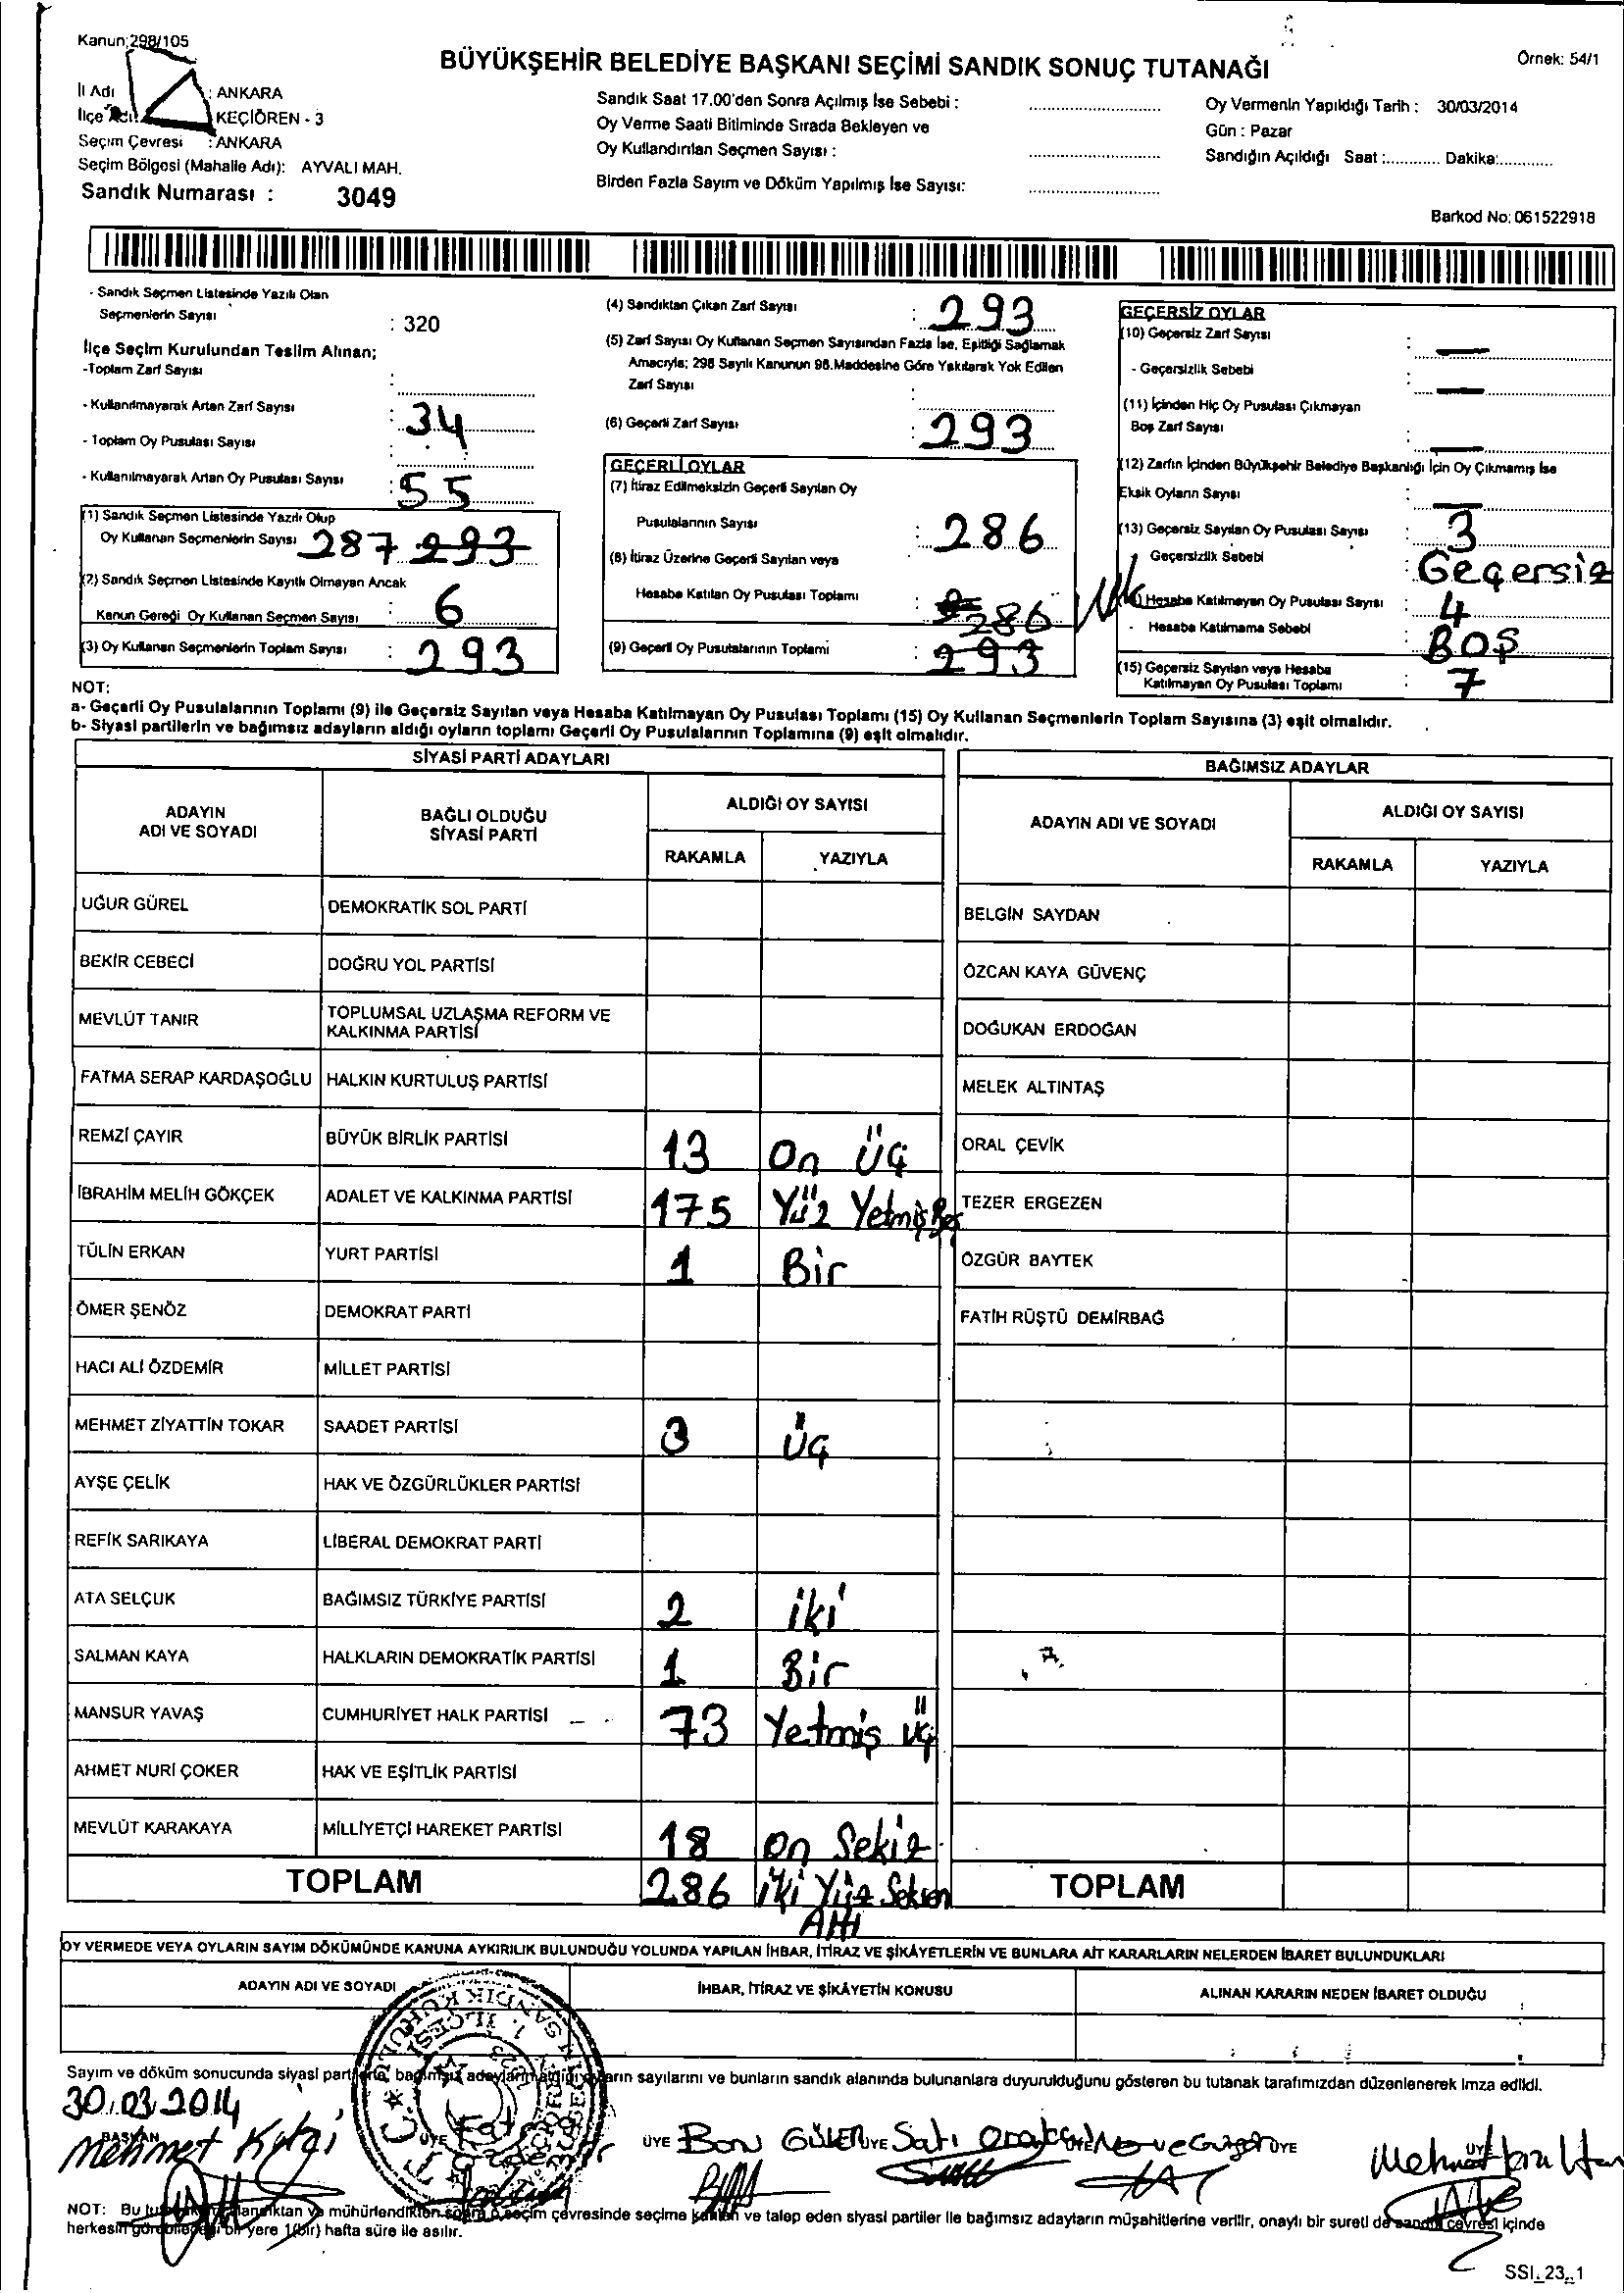 Kanun;298/105
BÜYÜKŞEHİR BELEDİYE BAŞKANI SEÇİMİ SANDIK SONUÇ TUTANAĞI
Örnek: 54/1
İl Adı : ANKARA
İlçe Adı KEÇİÖREN - 3
Seçim Çevresi : ANKARA
Seçim Bölgesi (Mahalle Adı): AYVALI MAH.
Sandık Numarası : 3049
Sandık Saat 17.00'den Sonra Açılmış İse Sebebi :
Oy Verme Saati Bitiminde Sırada Bekleyen ve
Oy Kullandırılan Seçmen Sayısı :
Birden Fazla Sayım ve Döküm Yapılmış İse Sayısı:
Oy Vermenin Yapıldığı Tarih : 30/03/2014
Gün : Pazar
Sandığın Açıldığı Saat :............ Dakika:............
Barkod No: 061522918
- Sandık Seçmen Listesinde Yazılı Olan
Seçmenlerin Sayısı : 320
İlçe Seçim Kurulundan Teslim Alınan;
-Toplam Zarf Sayısı :
- Kullanılmayarak Artan Zarf Sayısı : 34
- Toplam Oy Pusulası Sayısı :
- Kullanılmayarak Artan Oy Pusulası Sayısı : 55
(1) Sandık Seçmen Listesinde Yazılı Olup
Oy Kullanan Seçmenlerin Sayısı 287 293
(2) Sandık Seçmen Listesinde Kayıtlı Olmayan Ancak
Kanun Gereği Oy Kullanan Seçmen Sayısı : 6
(3) Oy Kullanan Seçmenlerin Toplam Sayısı : 293
(4) Sandıktan Çıkan Zarf Sayısı : 293
(5) Zarf Sayısı Oy Kullanan Seçmen Sayısından Fazla İse, Eşitliği Sağlamak
Amacıyla; 298 Sayılı Kanunun 98.Maddesine Göre Yakılarak Yok Edilen
Zarf Sayısı :
(6) Geçerli Zarf Sayısı : 293
GEÇERLİ OYLAR
(7) İtiraz Edilmeksizin Geçerli Sayılan Oy
Pusulalarının Sayısı : 286
(8) İtiraz Üzerine Geçerli Sayılan veya
Hesaba Katılan Oy Pusulası Toplamı :
286
(9) Geçerli Oy Pusulalarının Toplamı : 293
GEÇERSİZ OYLAR
(10) Geçersiz Zarf Sayısı : —
- Geçersizlik Sebebi : —
(11) İçinden Hiç Oy Pusulası Çıkmayan
Boş Zarf Sayısı : —
(12) Zarfın İçinden Büyükşehir Belediye Başkanlığı İçin Oy Çıkmamış İse
Eksik Oyların Sayısı : —
(13) Geçersiz Sayılan Oy Pusulası Sayısı : 3
Geçersizlik Sebebi : Geçersiz
Hesaba Katılmayan Oy Pusulası Sayısı : 4
- Hesaba Katılmama Sebebi : BOŞ
(15) Geçersiz Sayılan veya Hesaba
Katılmayan Oy Pusulası Toplamı : 7
NOT:
a- Geçerli Oy Pusulalarının Toplamı (9) ile Geçersiz Sayılan veya Hesaba Katılmayan Oy Pusulası Toplamı (15) Oy Kullanan Seçmenlerin Toplam Sayısına (3) eşit olmalıdır.
b- Siyasi partilerin ve bağımsız adayların aldığı oyların toplamı Geçerli Oy Pusulalarının Toplamına (9) eşit olmalıdır.
SİYASİ PARTİ ADAYLARI
ADAYIN ADI VE SOYADI
BAĞLI OLDUĞU SİYASİ PARTİ
ALDIĞI OY SAYISI
RAKAMLA YAZIYLA
UĞUR GÜREL DEMOKRATİK SOL PARTİ
BEKİR CEBECİ DOĞRU YOL PARTİSİ
MEVLÜT TANIR TOPLUMSAL UZLAŞMA REFORM VE
KALKINMA PARTİSİ
FATMA SERAP KARDAŞOĞLU HALKIN KURTULUŞ PARTİSİ
REMZİ ÇAYIR BÜYÜK BİRLİK PARTİSİ 13 On Üç
İBRAHİM MELİH GÖKÇEK ADALET VE KALKINMA PARTİSİ 175 Yüz Yetmiş Beş
TÜLİN ERKAN YURT PARTİSİ 1 Bir
ÖMER ŞENÖZ DEMOKRAT PARTİ
HACI ALİ ÖZDEMİR MİLLET PARTİSİ
MEHMET ZİYATTİN TOKAR SAADET PARTİSİ 3 Üç
AYŞE ÇELİK HAK VE ÖZGÜRLÜKLER PARTİSİ
REFİK SARIKAYA LİBERAL DEMOKRAT PARTİ
ATA SELÇUK BAĞIMSIZ TÜRKİYE PARTİSİ 2 iki
SALMAN KAYA HALKLARIN DEMOKRATİK PARTİSİ 1 Bir
MANSUR YAVAŞ CUMHURİYET HALK PARTİSİ 73 Yetmiş üç
AHMET NURİ ÇOKER HAK VE EŞİTLİK PARTİSİ
MEVLÜT KARAKAYA MİLLİYETÇİ HAREKET PARTİSİ 18 On Sekiz
TOPLAM 286 iki Yüz Seksen
Altı
BAĞIMSIZ ADAYLAR
ADAYIN ADI VE SOYADI
ALDIĞI OY SAYISI
RAKAMLA YAZIYLA
BELGİN SAYDAN
ÖZCAN KAYA GÜVENÇ
DOĞUKAN ERDOĞAN
MELEK ALTINTAŞ
ORAL ÇEVİK
TEZER ERGEZEN
ÖZGÜR BAYTEK
FATİH RÜŞTÜ DEMİRBAĞ
TOPLAM
OY VERMEDE VEYA OYLARIN SAYIM DÖKÜMÜNDE KANUNA AYKIRILIK BULUNDUĞU YOLUNDA YAPILAN İHBAR, İTİRAZ VE ŞİKÂYETLERİN VE BUNLARA AİT KARARLARIN NELERDEN İBARET BULUNDUKLARI
ADAYIN ADI VE SOYADI
İHBAR, İTİRAZ VE ŞİKÂYETİN KONUSU
ALINAN KARARIN NEDEN İBARET OLDUĞU
Sayım ve döküm sonucunda siyasi bağımsız sayılarını ve bunların sandık alanında bulunanlara duyurulduğunu gösteren bu tutanak tarafımızdan düzenlenerek imza edildi.
30.03.2014
BAŞKAN Mehmet ÜYE ÜYE GÜLER ÜYE Satı ÜYE ÜYE
NOT: Bu ve mühürlendikten sonra o seçim çevresinde seçime katılan ve talep eden siyasi partiler ile bağımsız adayların müşahitlerine verilir, onaylı bir sureti de sandık çevresi içinde
herkesin görebileceği bir yere 1(bir) hafta süre ile asılır.
SSI_23_1